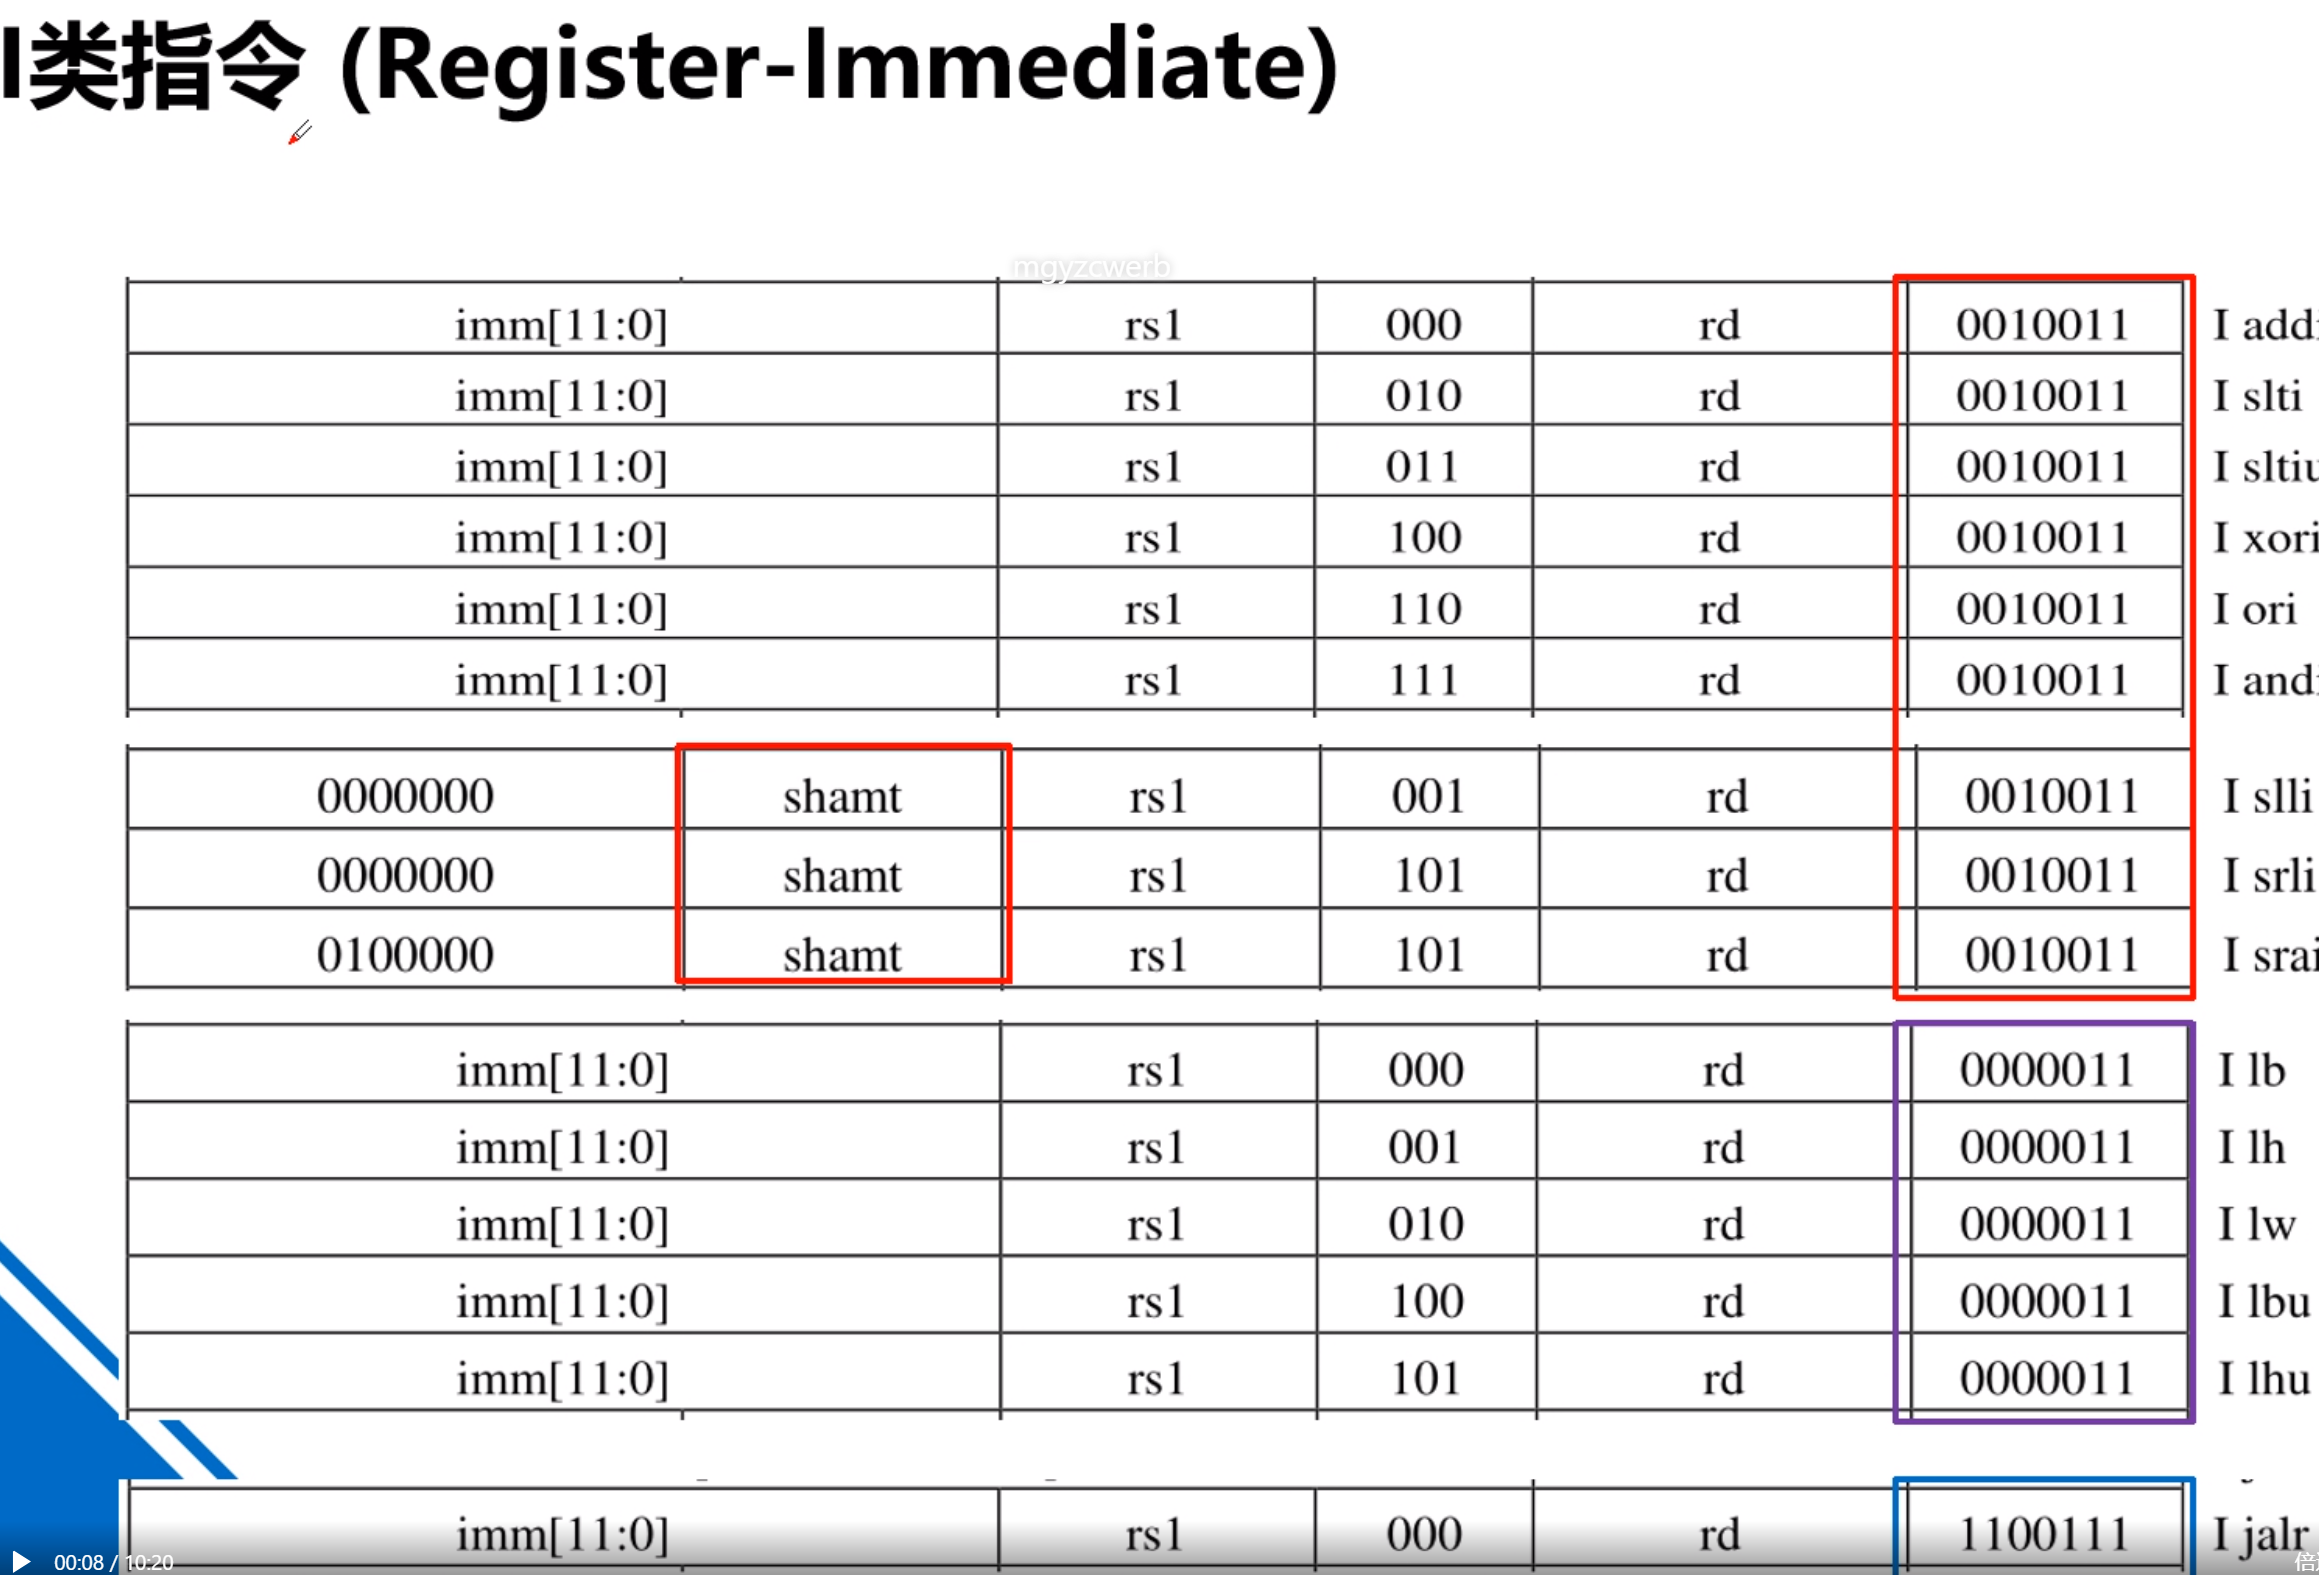 I类指令 (Register-Immediate)
mgyzcwerb
imm[11:0] rs1 000 rd 0010011 I addi
imm[11:0] rs1 010 rd 0010011 I slti
imm[11:0] rs1 011 rd 0010011 I sltiu
imm[11:0] rs1 100 rd 0010011 I xori
imm[11:0] rs1 110 rd 0010011 I ori
imm[11:0] rs1 111 rd 0010011 I andi
0000000 shamt rs1 001 rd 0010011 I slli
0000000 shamt rs1 101 rd 0010011 I srli
0100000 shamt rs1 101 rd 0010011 I srai
imm[11:0] rs1 000 rd 0000011 I lb
imm[11:0] rs1 001 rd 0000011 I lh
imm[11:0] rs1 010 rd 0000011 I lw
imm[11:0] rs1 100 rd 0000011 I lbu
imm[11:0] rs1 101 rd 0000011 I lhu
imm[11:0] rs1 000 rd 1100111 I jalr
00:08 / 10:20 倍